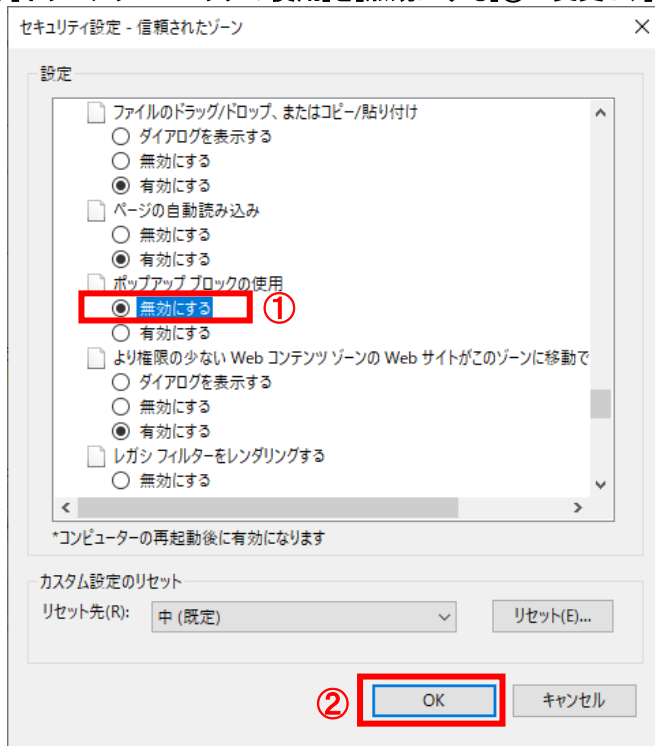 セキュリティ設定 - 信頼されたゾーン
設定
ファイルのドラッグ/ドロップ、またはコピー/貼り付け
ダイアログを表示する
無効にする
有効にする
ページの自動読み込み
無効にする
有効にする
ポップアップ ブロックの使用
無効にする ①
有効にする
より権限の少ない Web コンテンツ ゾーンの Web サイトがこのゾーンに移動で
ダイアログを表示する
無効にする
有効にする
レガシ フィルターをレンダリングする
無効にする
*コンピューターの再起動後に有効になります
カスタム設定のリセット
リセット先(R): 中 (既定) リセット(E)...
② OK キャンセル